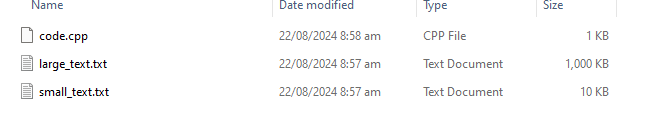 Name Date modified Type Size
code.cpp 22/08/2024 8:58 am CPP File 1 KB
large_text.txt 22/08/2024 8:57 am Text Document 1,000 KB
small_text.txt 22/08/2024 8:57 am Text Document 10 KB